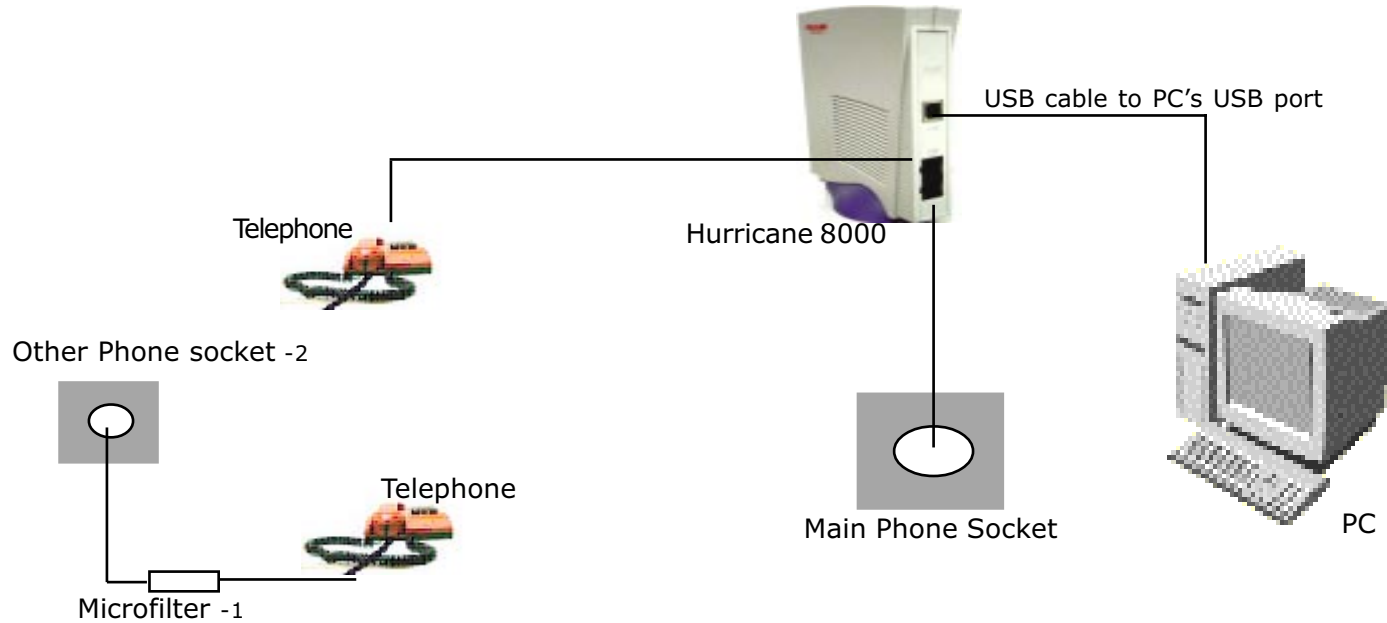 USB cable to PC’s USB port
Telephone
Hurricane 8000
Other Phone socket -2
Telephone
Main Phone Socket
PC
Microfilter -1